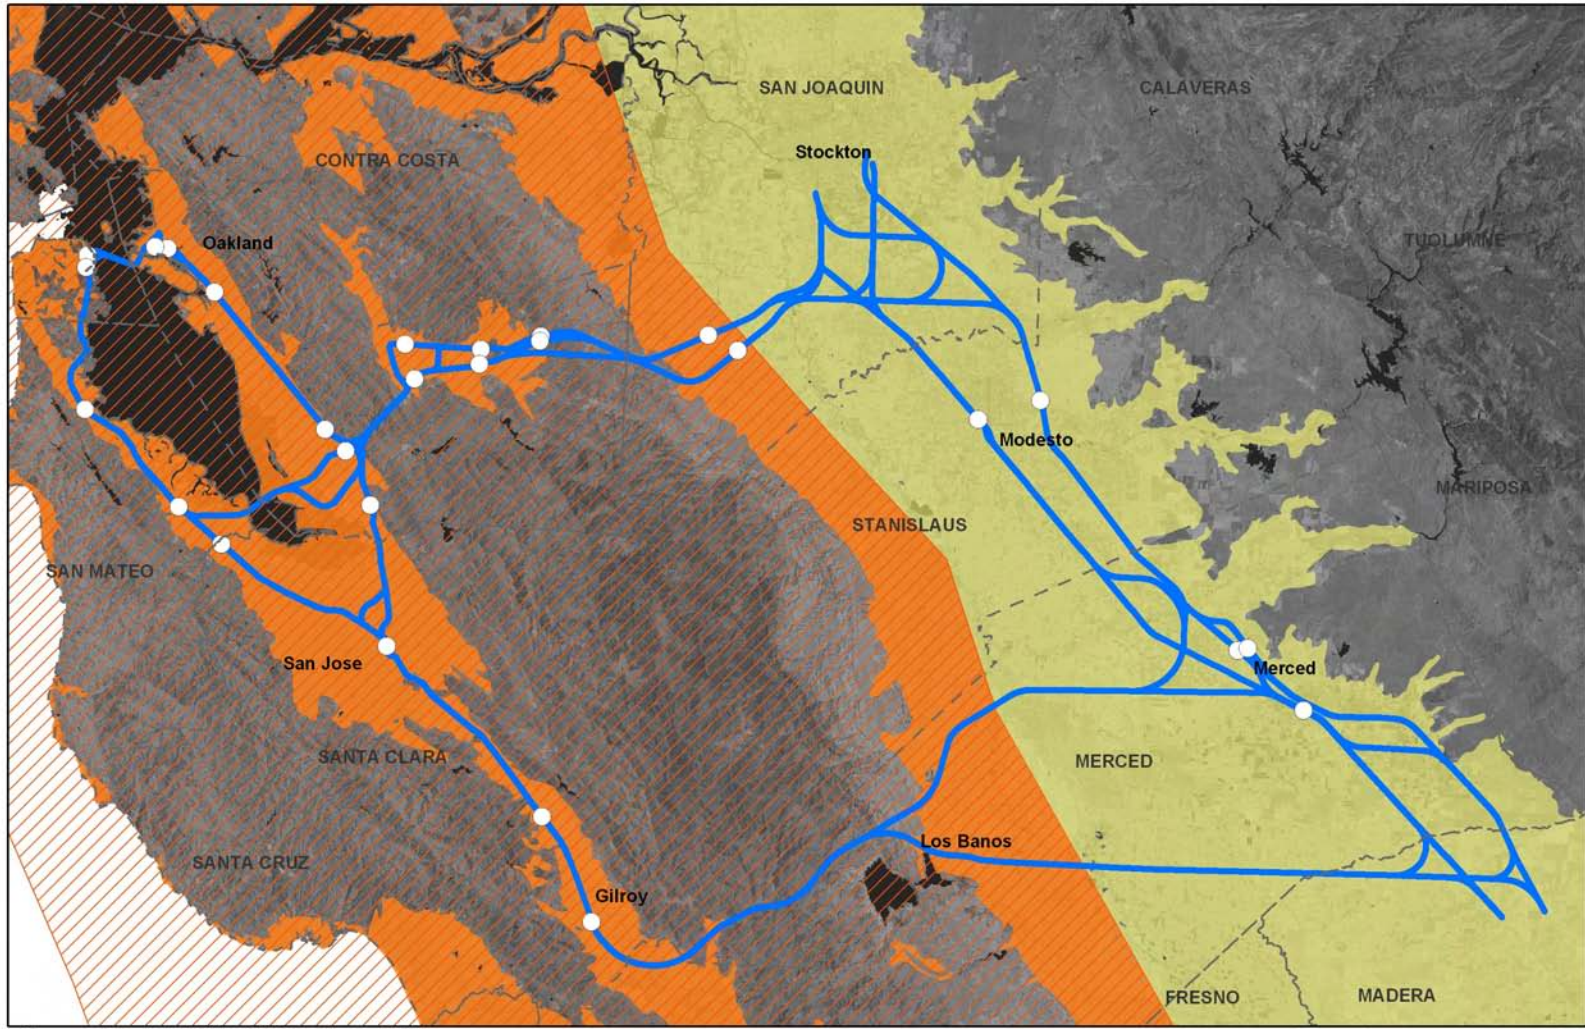 SAN JOAQUIN
CALAVERAS
Stockton
CONTRA COSTA
Oakland
TUOLUMNE
Modesto
MARIPOSA
STANISLAUS
SAN MATEO
San Jose
Merced
SANTA CLARA
MERCED
Los Banos
SANTA CRUZ
Gilroy
FRESNO
MADERA